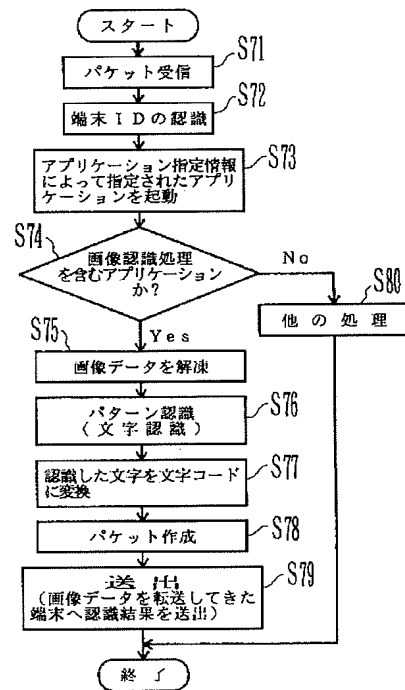 スタート
S71
パケット受信
S72
端末IDの認識
S73
アプリケーション指定情報
によって指定されたアプリ
ケーションを起動
S74
画像認識処理
を含むアプリケーション
か?
No
S80
他の処理
Yes
S75
画像データを解凍
S76
パターン認識
(文字認識)
S77
認識した文字を文字コード
に変換
S78
パケット作成
S79
送出
(画像データを転送してきた
端末へ認識結果を送出)
終了